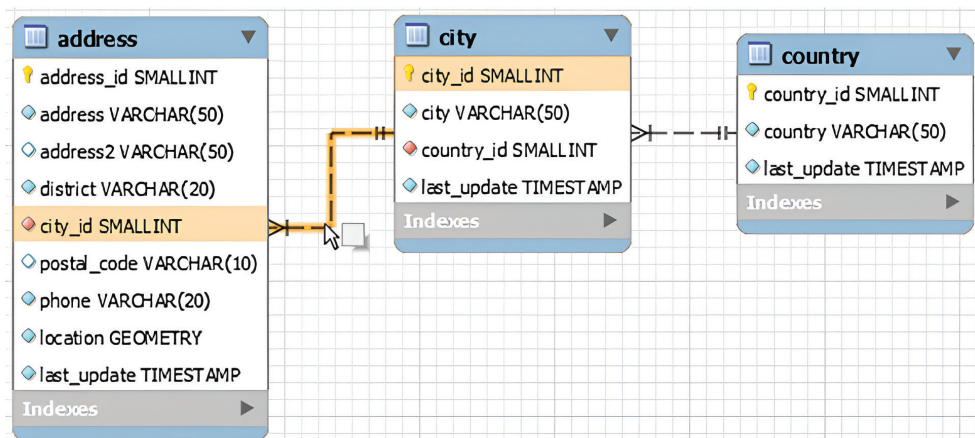 address
address_id SMALLINT
address VARCHAR(50)
address2 VARCHAR(50)
district VARCHAR(20)
city_id SMALLINT
postal_code VARCHAR(10)
phone VARCHAR(20)
location GEOMETRY
last_update TIMESTAMP
Indexes
city
city_id SMALLINT
city VARCHAR(50)
country_id SMALLINT
last_update TIMESTAMP
Indexes
country
country_id SMALLINT
country VARCHAR(50)
last_update TIMESTAMP
Indexes